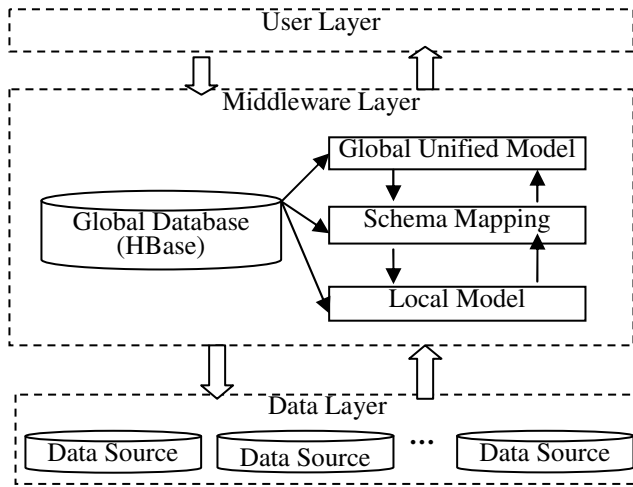 User Layer
Middleware Layer
Global Unified Model
Global Database
(HBase)
Schema Mapping
Local Model
Data Layer
Data Source
Data Source
...
Data Source